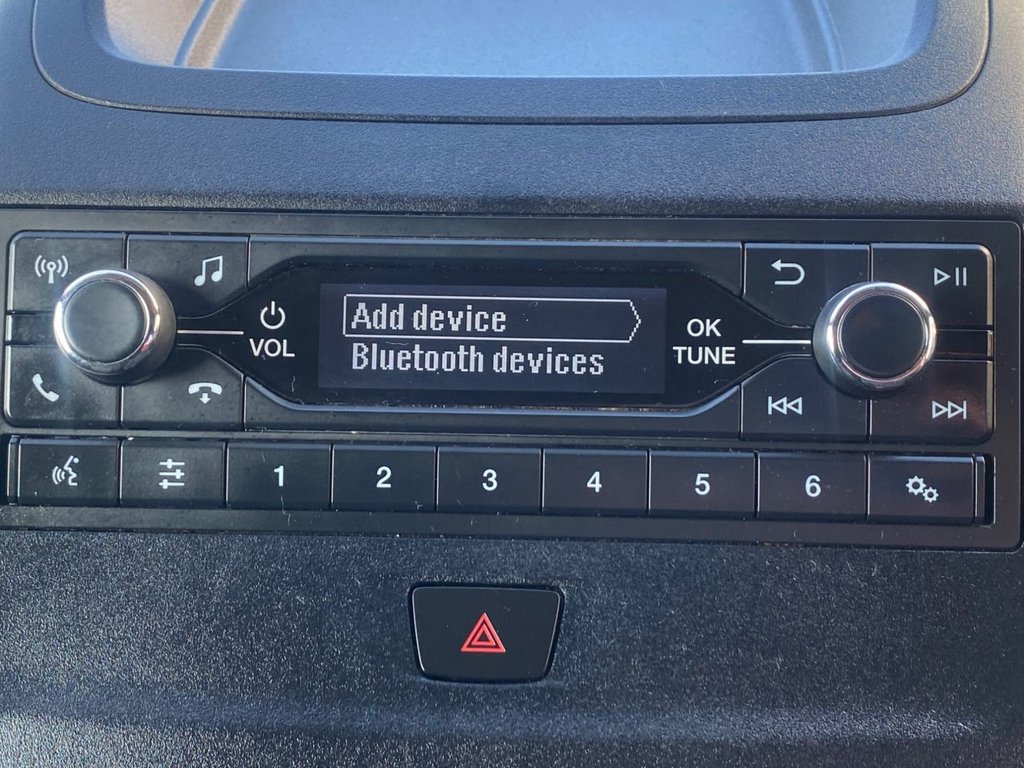 Add device
Bluetooth devices
VOL
OK
TUNE
1 2 3 4 5 6